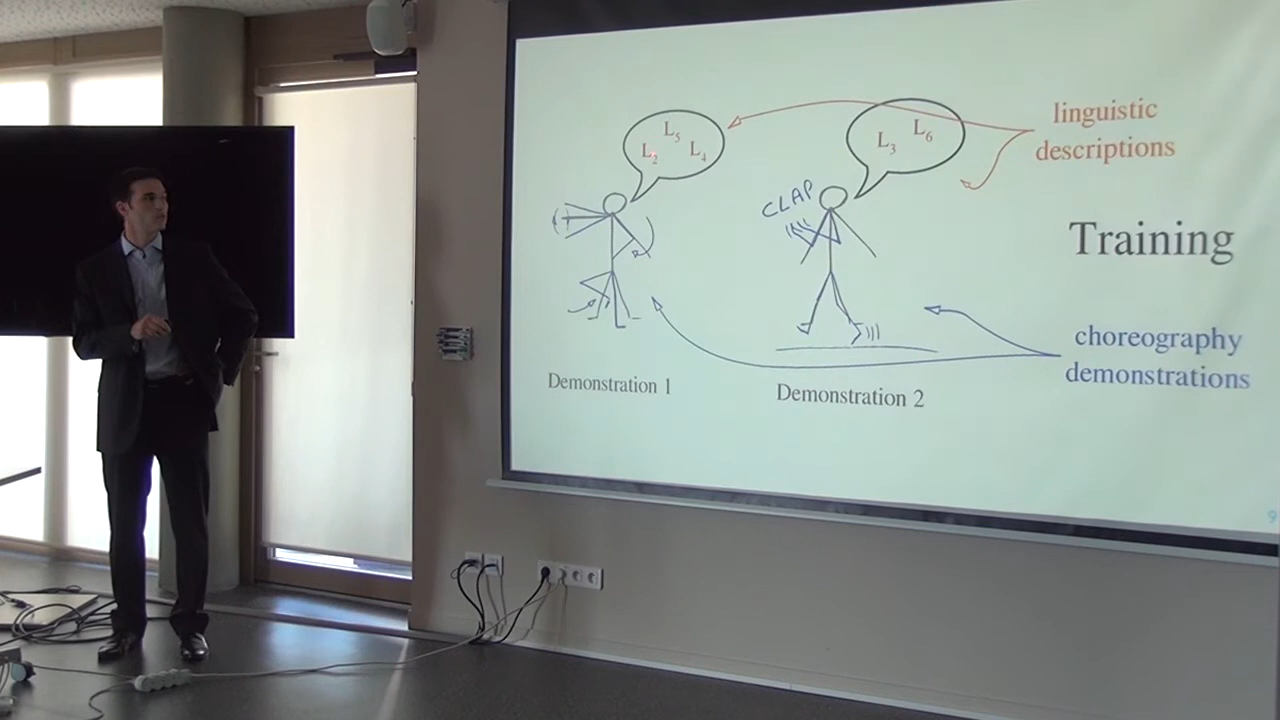 linguistic
descriptions
L5
L2
L4
L3
L6
CLAP
Training
choreography
demonstrations
Demonstration 1
Demonstration 2
9